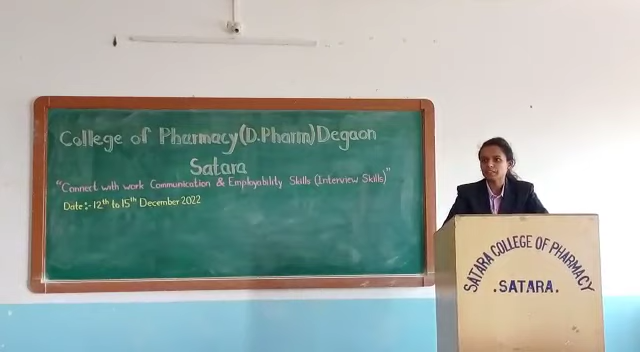 College of Pharmacy(D.Pharm)Degaon
Satara
"Connect with work Communication & Employability Skills (Interview Skills)"
Date:-12th to 15th December 2022
SATARA COLLEGE OF PHARMACY
.SATARA.